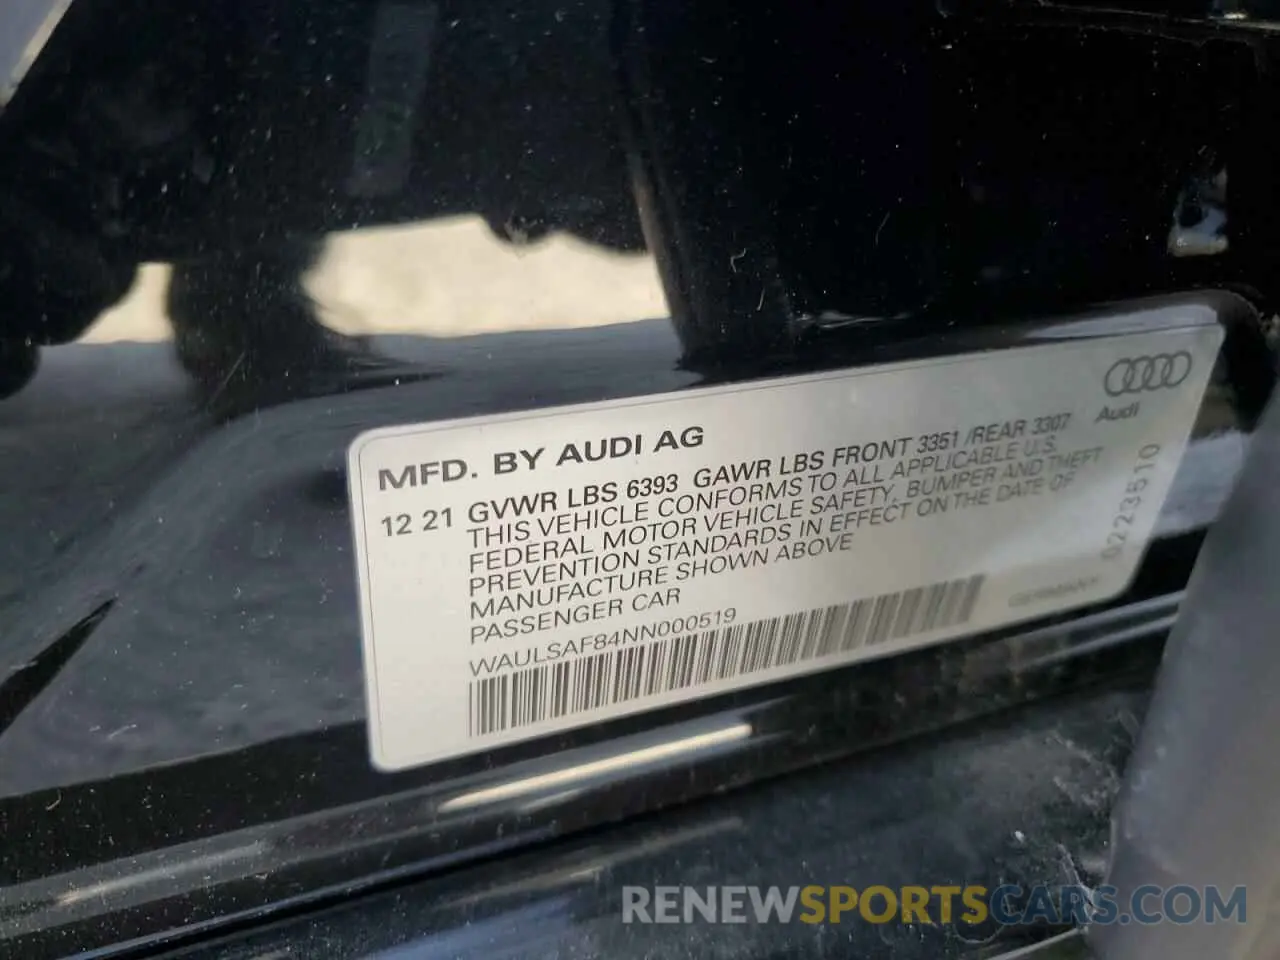 MFD. BY AUDI AG
Audi
12 21 GVWR LBS 6393 GAWR LBS FRONT 3351 /REAR 3307
THIS VEHICLE CONFORMS TO ALL APPLICABLE U.S.
FEDERAL MOTOR VEHICLE SAFETY, BUMPER AND THEFT
PREVENTION STANDARDS IN EFFECT ON THE DATE OF
MANUFACTURE SHOWN ABOVE
PASSENGER CAR
WAULSAF84NN000519
0223510
GERMANY
RENEWSPORTSCARS.COM